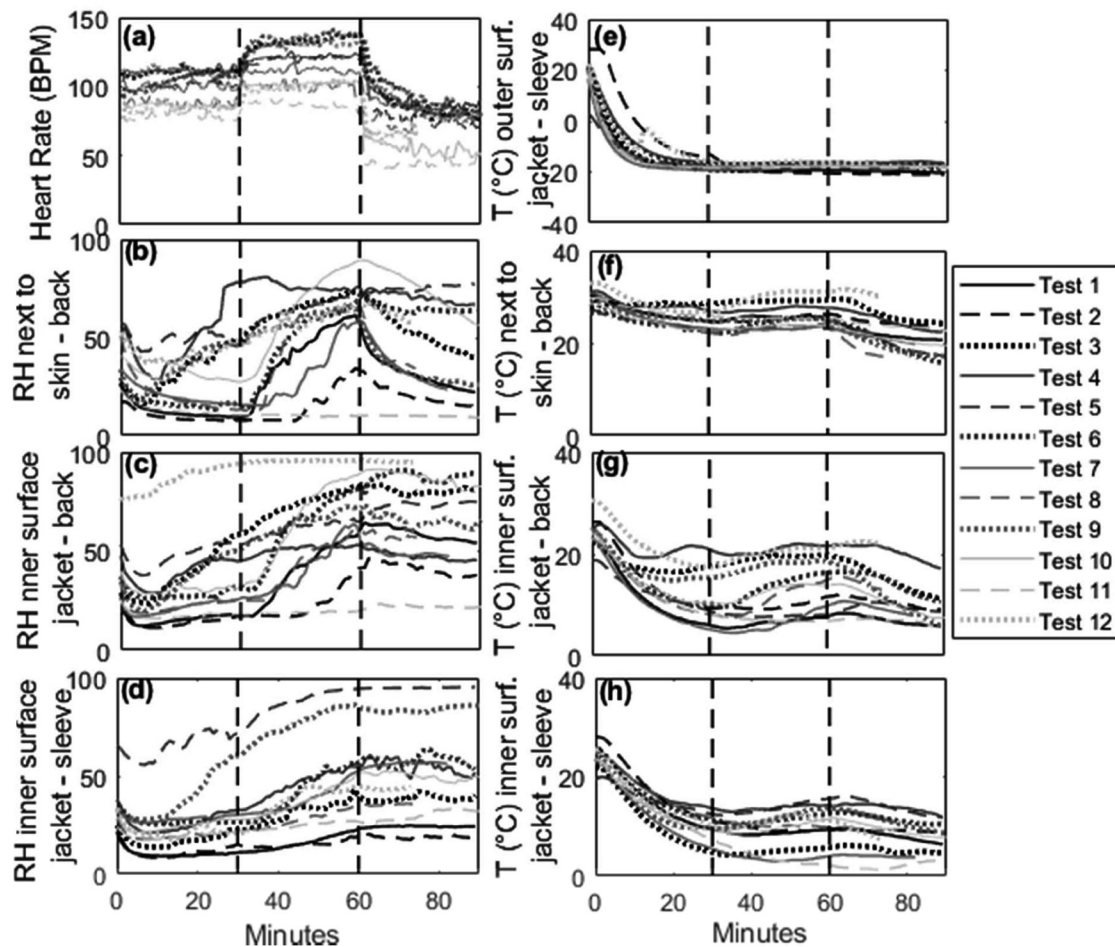 (a)
150
100
50
0
Heart Rate (BPM)
(b)
100
50
0
RH next to
skin - back
(c)
100
50
0
RH nner surface
jacket - back
(d)
100
50
0
RH inner surface
jacket - sleeve
0 20 40 60 80
Minutes
(e)
40
20
0
-20
-40
T (°C) outer surf.
jacket - sleeve
(f)
40
20
0
T (°C) next to
skin - back
(g)
40
20
0
T (°C) inner surf.
jacket - back
(h)
40
20
0
T (°C) inner surf.
jacket - sleeve
0 20 40 60 80
Minutes
Test 1
Test 2
Test 3
Test 4
Test 5
Test 6
Test 7
Test 8
Test 9
Test 10
Test 11
Test 12